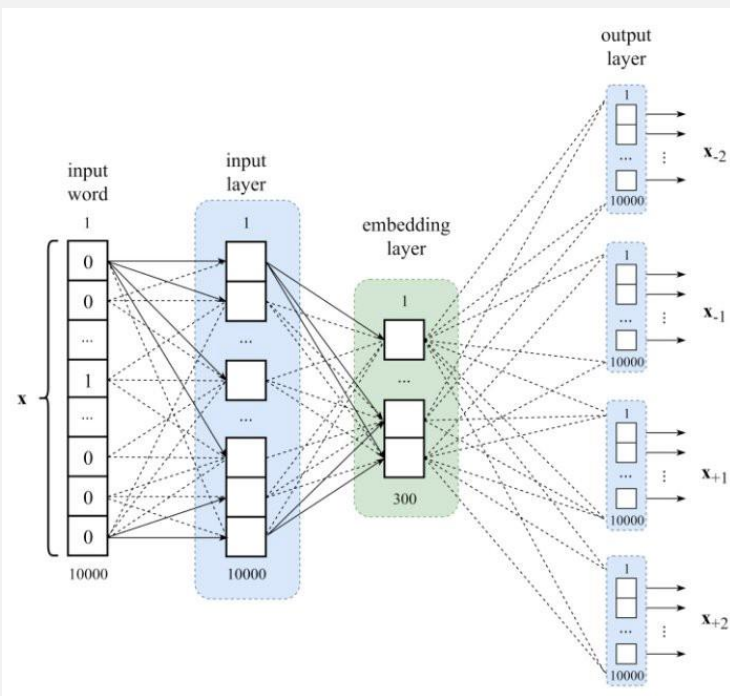 input
word
1
0
0
...
1
...
0
0
0
10000
x
input
layer
1
...
...
10000
embedding
layer
1
...
300
output
layer
1
...
⋮
10000
x-2
1
...
⋮
10000
x-1
1
...
⋮
10000
x+1
1
...
⋮
10000
x+2